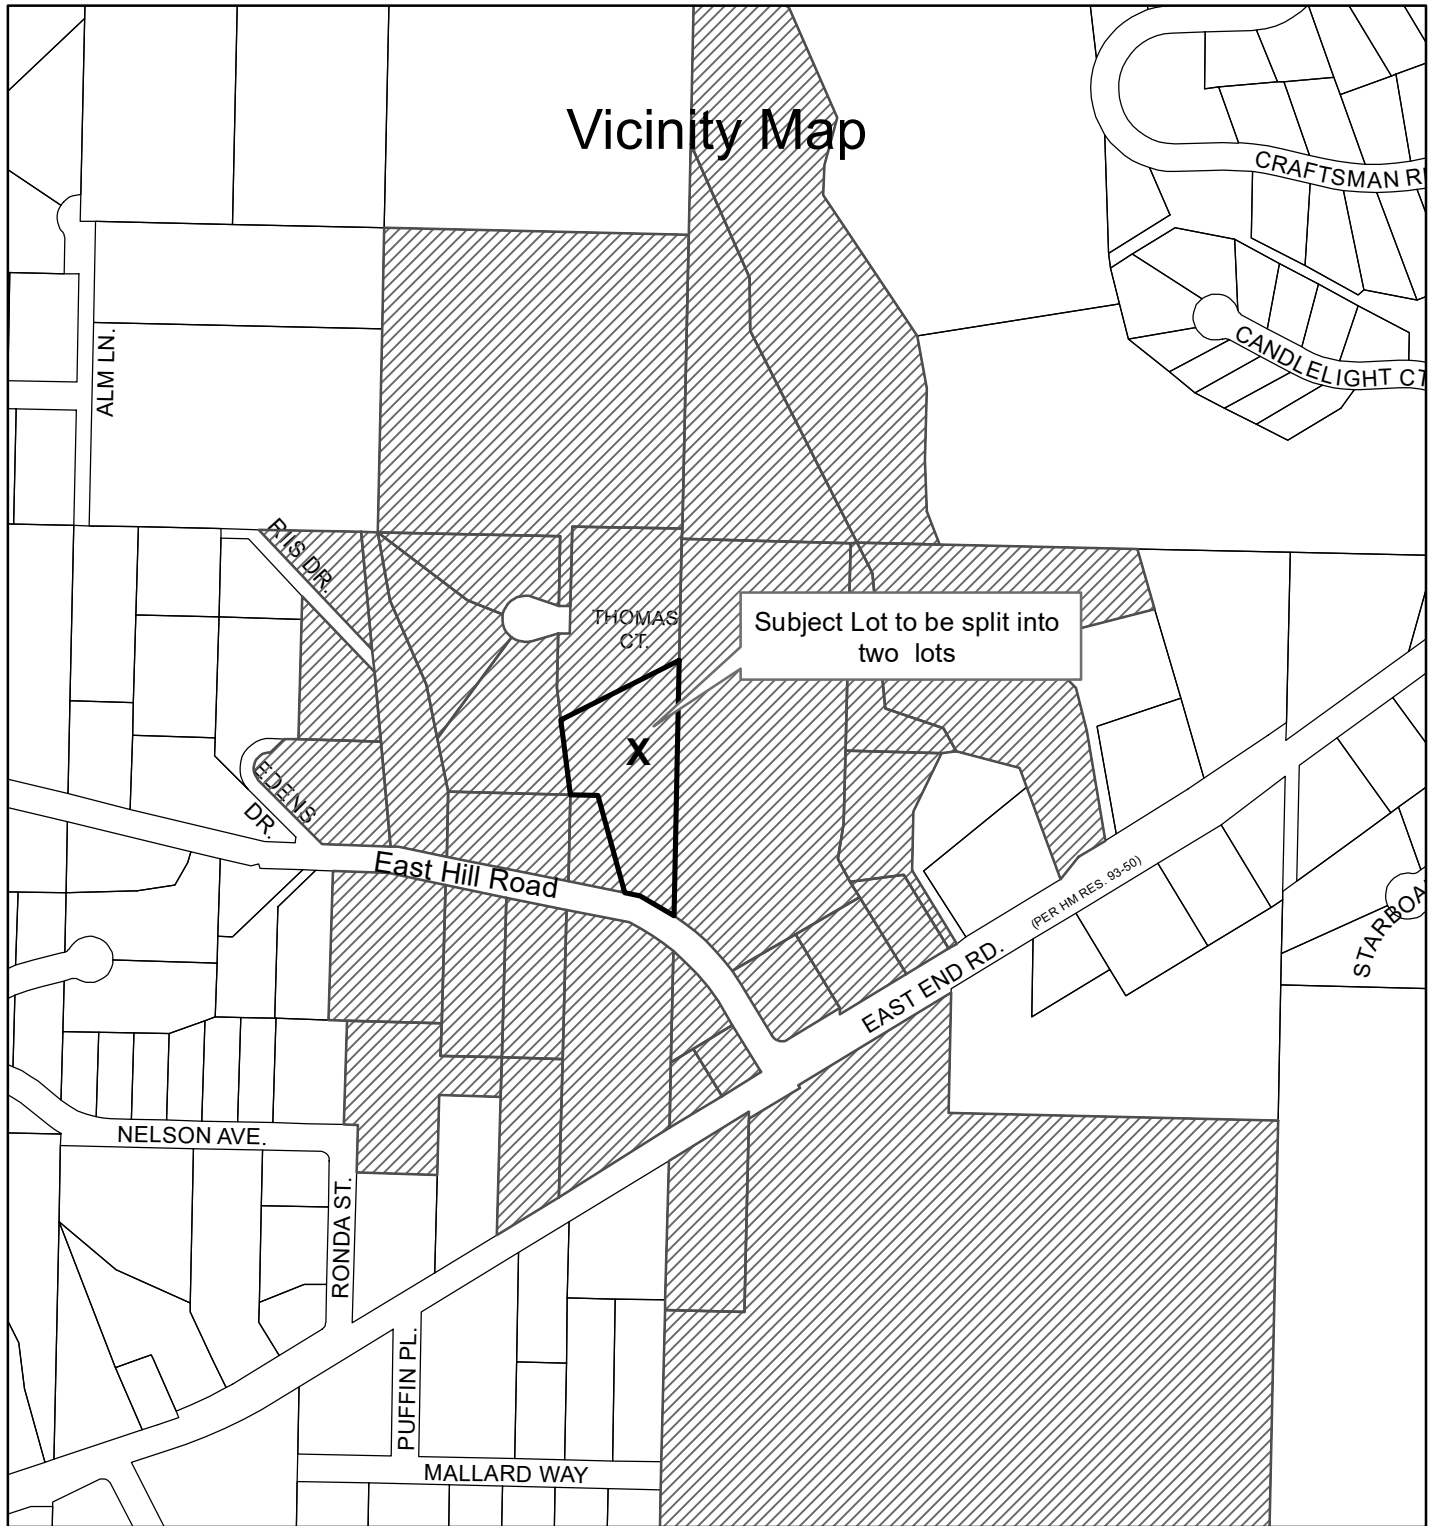 Vicinity Map
CRAFTSMAN
CANDLELIGHT CT
ALM LN.
RIIS DR.
THOMAS
CT.
Subject Lot to be split into
two lots
X
EDENS
DR.
East Hill Road
(PER HM RES. 93-50)
EAST END RD.
NELSON AVE.
RONDA ST.
PUFFIN PL.
MALLARD WAY